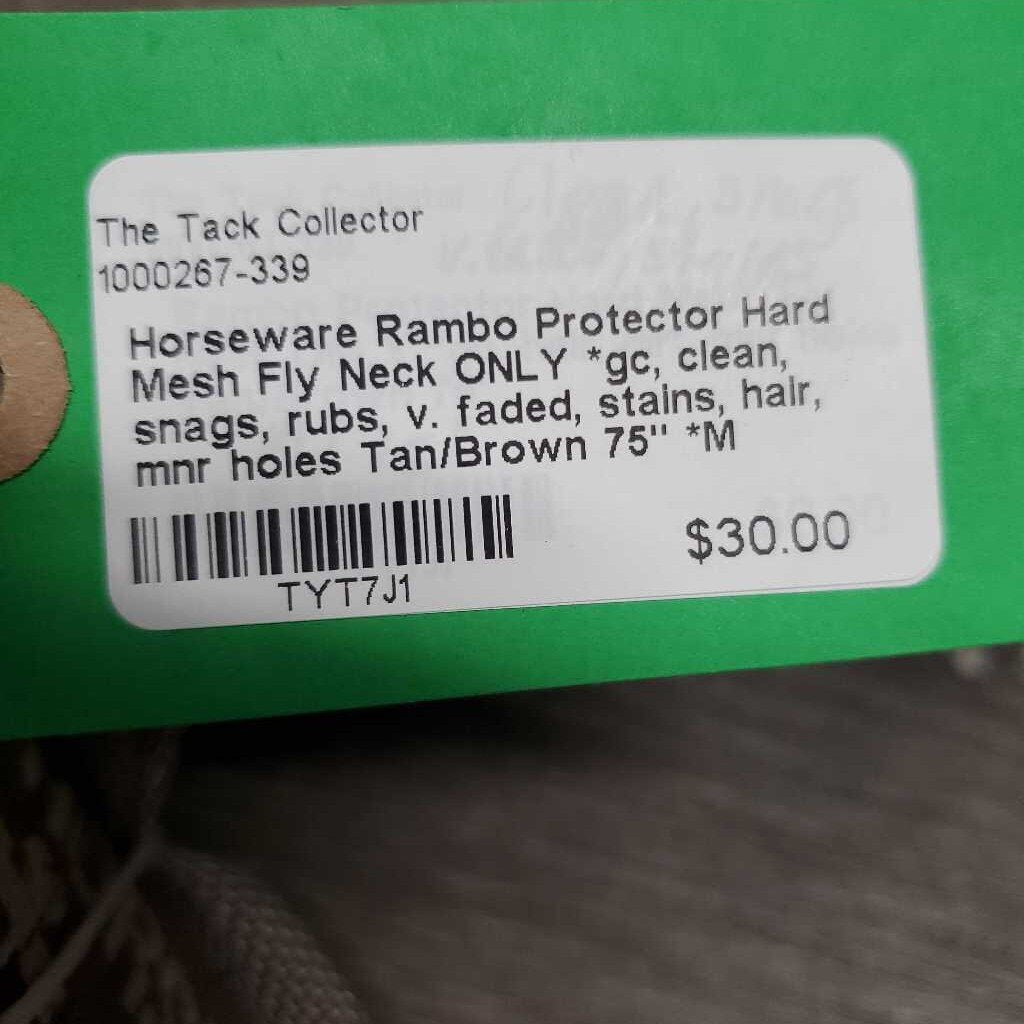 The Tack Collector
1000267-339
Horseware Rambo Protector Hard
Mesh Fly Neck ONLY *gc, clean,
snags, rubs, v. faded, stains, hair,
mnr holes Tan/Brown 75" *M
$30.00
TYT7J1